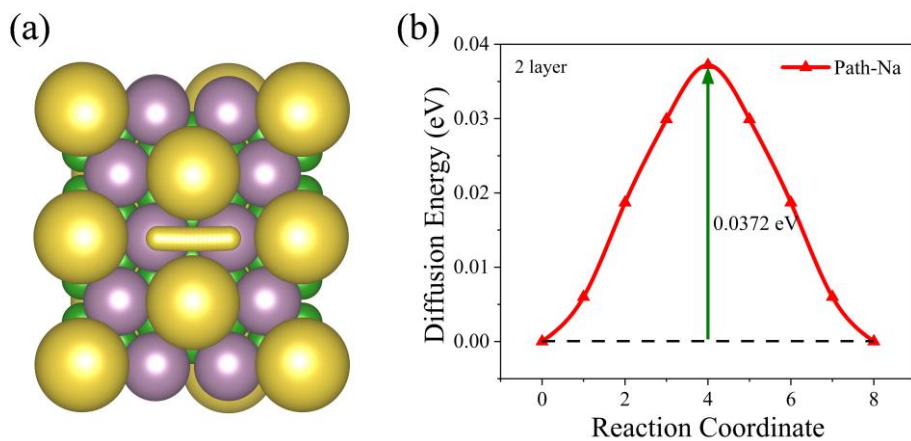 (a)
(b)
0.04
0.03
0.02
0.01
0.00
Diffusion Energy (eV)
2 layer
Path-Na
0.0372 eV
0 2 4 6 8
Reaction Coordinate